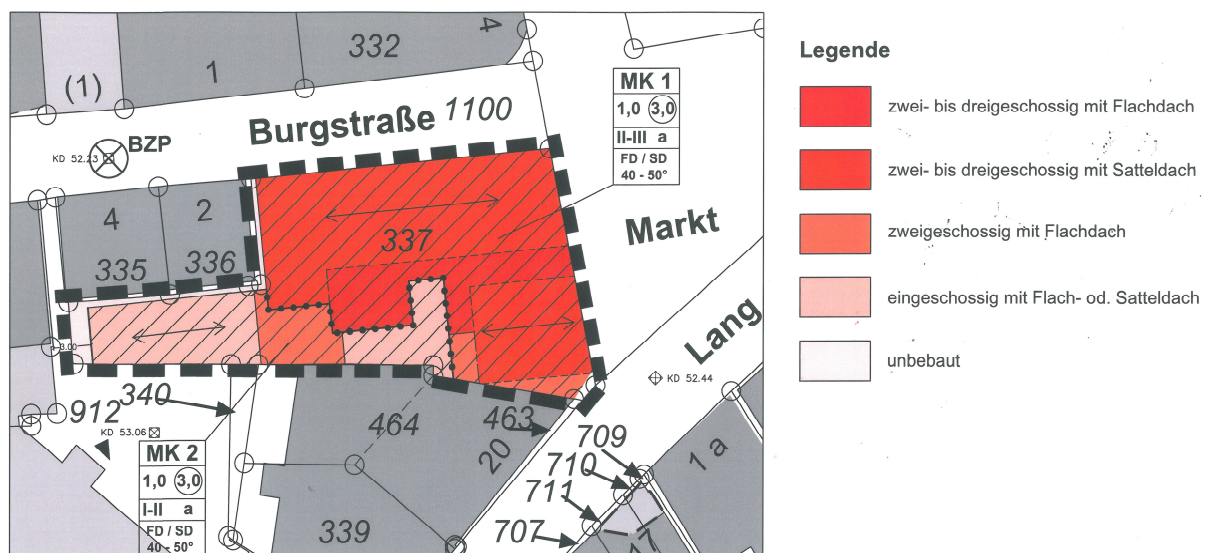 4
332
1
(1)
Burgstraße 1100
BZP
KD 52.23
MK 1
1,0 3,0
II-III a
FD / SD
40 - 50°
4
2
335
336
337
Markt
Lang
KD 52.44
3.00
912
340
KD 53.06
MK 2
1,0 3,0
I-II a
FD / SD
40 - 50°
464
463
20
339
709
710
711
707
1 a
17
Legende
zwei- bis dreigeschossig mit Flachdach
zwei- bis dreigeschossig mit Satteldach
zweigeschossig mit Flachdach
eingeschossig mit Flach- od. Satteldach
unbebaut